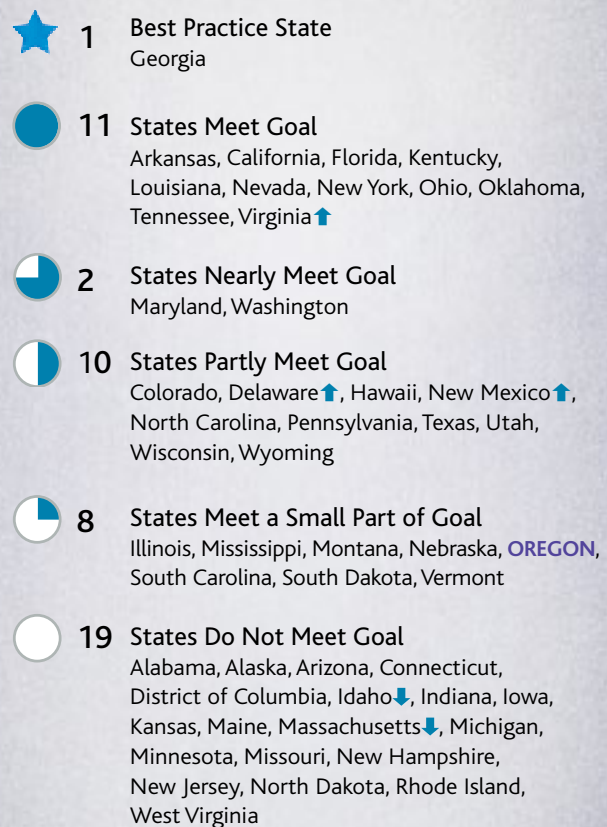 1 Best Practice State
Georgia
11 States Meet Goal
Arkansas, California, Florida, Kentucky,
Louisiana, Nevada, New York, Ohio, Oklahoma,
Tennessee, Virginia⬆
2 States Nearly Meet Goal
Maryland, Washington
10 States Partly Meet Goal
Colorado, Delaware⬆, Hawaii, New Mexico⬆,
North Carolina, Pennsylvania, Texas, Utah,
Wisconsin, Wyoming
8 States Meet a Small Part of Goal
Illinois, Mississippi, Montana, Nebraska, OREGON,
South Carolina, South Dakota, Vermont
19 States Do Not Meet Goal
Alabama, Alaska, Arizona, Connecticut,
District of Columbia, Idaho⬇, Indiana, Iowa,
Kansas, Maine, Massachusetts⬇, Michigan,
Minnesota, Missouri, New Hampshire,
New Jersey, North Dakota, Rhode Island,
West Virginia